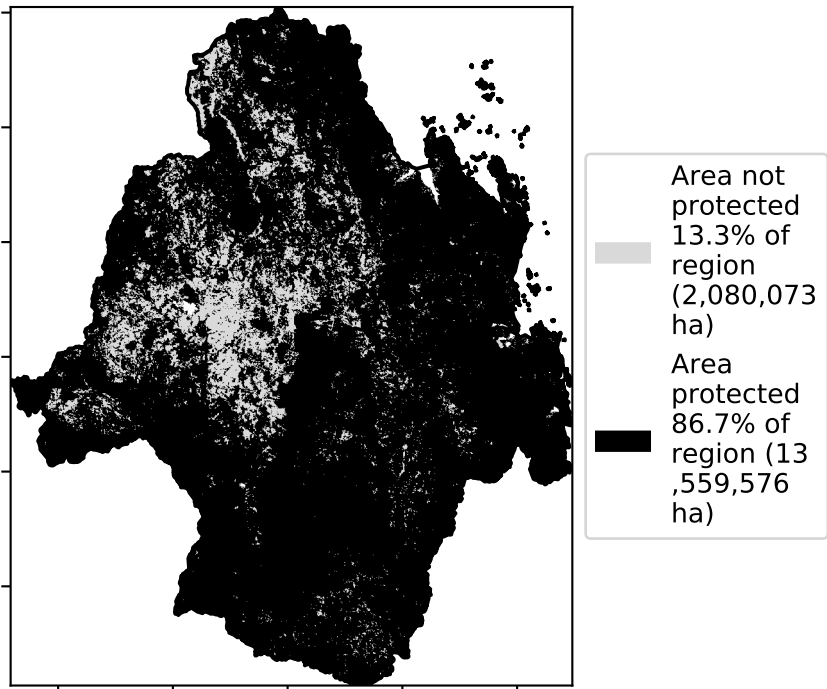 Area not
protected
13.3% of
region
(2,080,073
ha)
Area
protected
86.7% of
region (13
,559,576
ha)